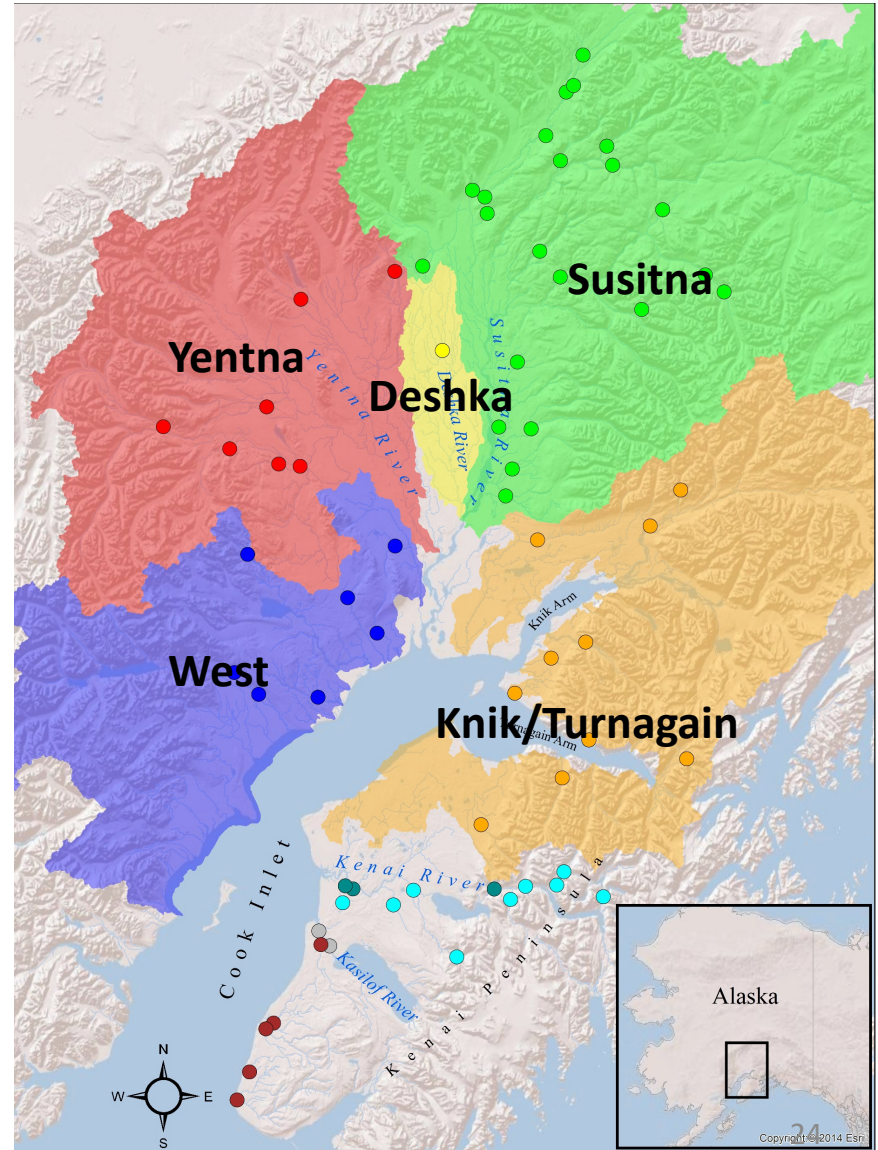 Susitna
Yentna
Yentna River
Susitna River
Deshka
Deshka River
Knik Arm
West
Knik/Turnagain
Turnagain Arm
Cook Inlet
Kenai River
Kasilof River
Kenai Peninsula
Alaska
N
W
E
S
24
Copyright:© 2014 Esri